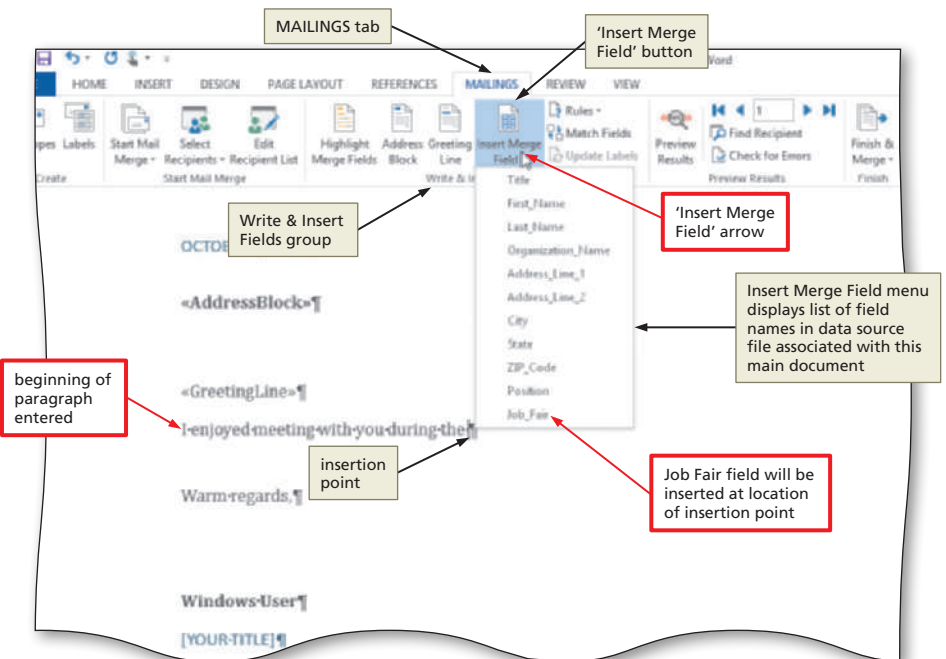 MAILINGS tab
'Insert Merge
Field' button
Word
HOME INSERT DESIGN PAGE LAYOUT REFERENCES MAILINGS REVIEW VIEW
Labels
Start Mail
Merge
Select
Recipients
Edit
Recipient List
Highlight
Merge Fields
Address
Block
Greeting
Line
Insert Merge
Field
Rules
Match Fields
Update Labels
Preview
Results
1
Find Recipient
Check for Errors
Finish &
Merge
Create
Start Mail Merge
Write & In
Preview Results
Finish
Write & Insert
Fields group
Title
First_Name
Last_Name
Organization_Name
Address_Line_1
Address_Line_2
City
State
ZIP_Code
Position
Job_Fair
'Insert Merge
Field' arrow
Insert Merge Field menu
displays list of field
names in data source
file associated with this
main document
OCTOB
«AddressBlock»¶
beginning of
paragraph
entered
«GreetingLine»¶
I·enjoyed·meeting·with·you·during·the·¶
insertion
point
Job Fair field will be
inserted at location
of insertion point
Warm·regards,¶
Windows·User¶
[YOUR·TITLE]¶